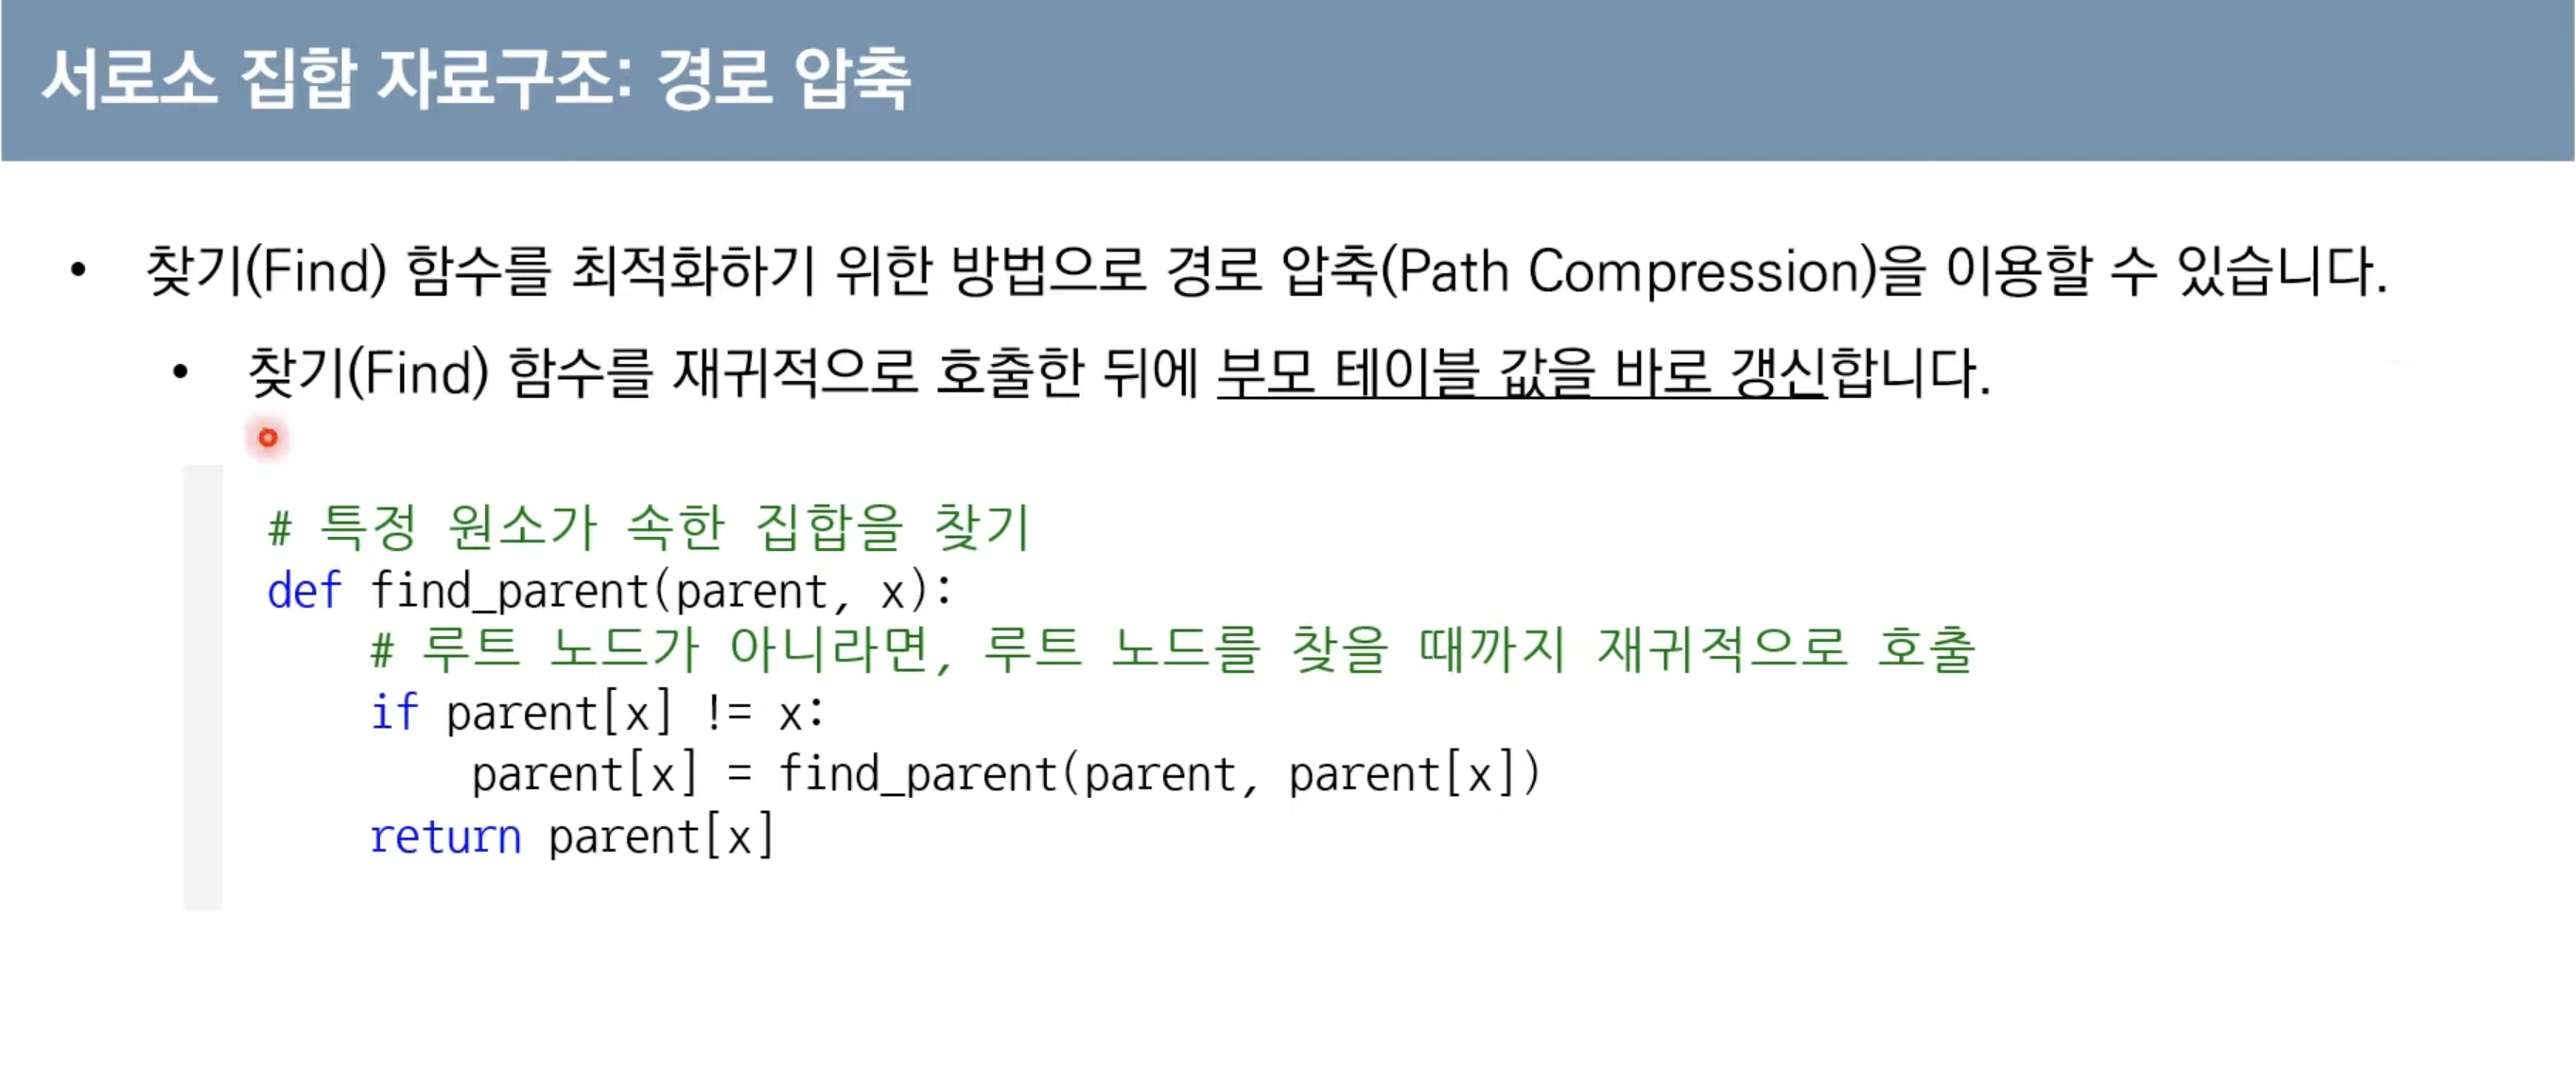 서로소 집합 자료구조: 경로 압축
• 찾기(Find) 함수를 최적화하기 위한 방법으로 경로 압축(Path Compression)을 이용할 수 있습니다.
• 찾기(Find) 함수를 재귀적으로 호출한 뒤에 부모 테이블 값을 바로 갱신합니다.
# 특정 원소가 속한 집합을 찾기
def find_parent(parent, x):
    # 루트 노드가 아니라면, 루트 노드를 찾을 때까지 재귀적으로 호출
    if parent[x] != x:
        parent[x] = find_parent(parent, parent[x])
    return parent[x]